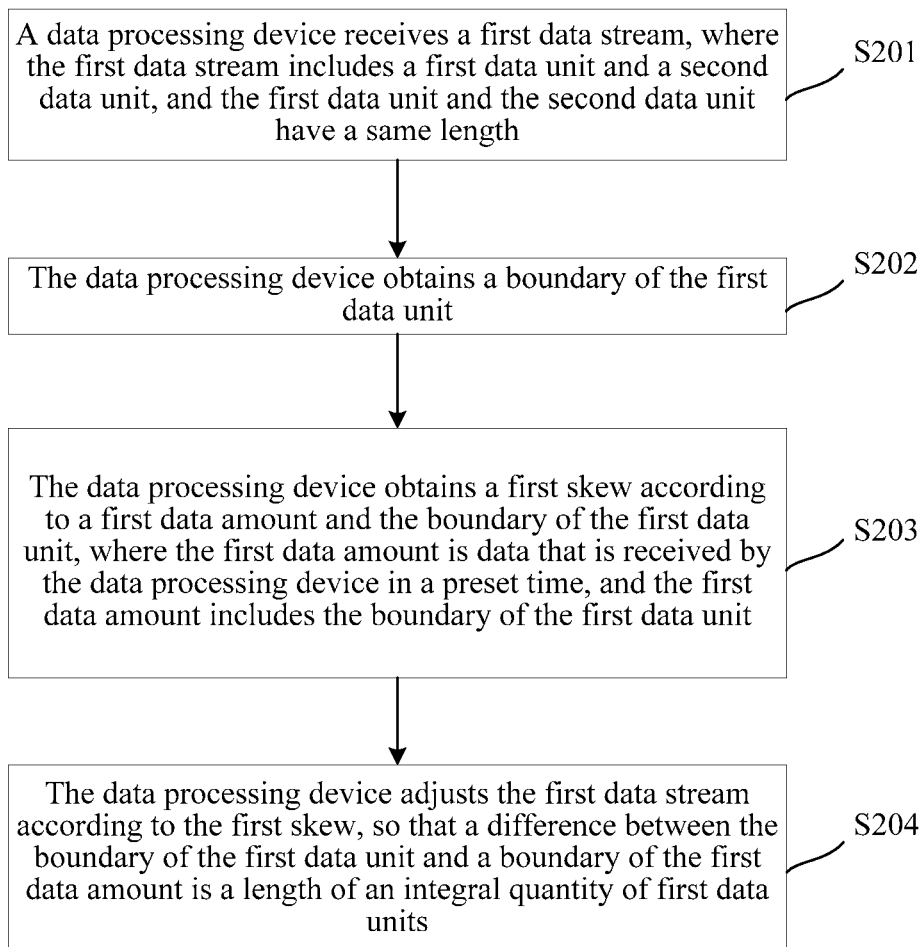 A data processing device receives a first data stream, where
the first data stream includes a first data unit and a second
data unit, and the first data unit and the second data unit
have a same length
S201
The data processing device obtains a boundary of the first
data unit
S202
The data processing device obtains a first skew according
to a first data amount and the boundary of the first data
unit, where the first data amount is data that is received by
the data processing device in a preset time, and the first
data amount includes the boundary of the first data unit
S203
The data processing device adjusts the first data stream
according to the first skew, so that a difference between the
boundary of the first data unit and a boundary of the first
data amount is a length of an integral quantity of first data
units
S204